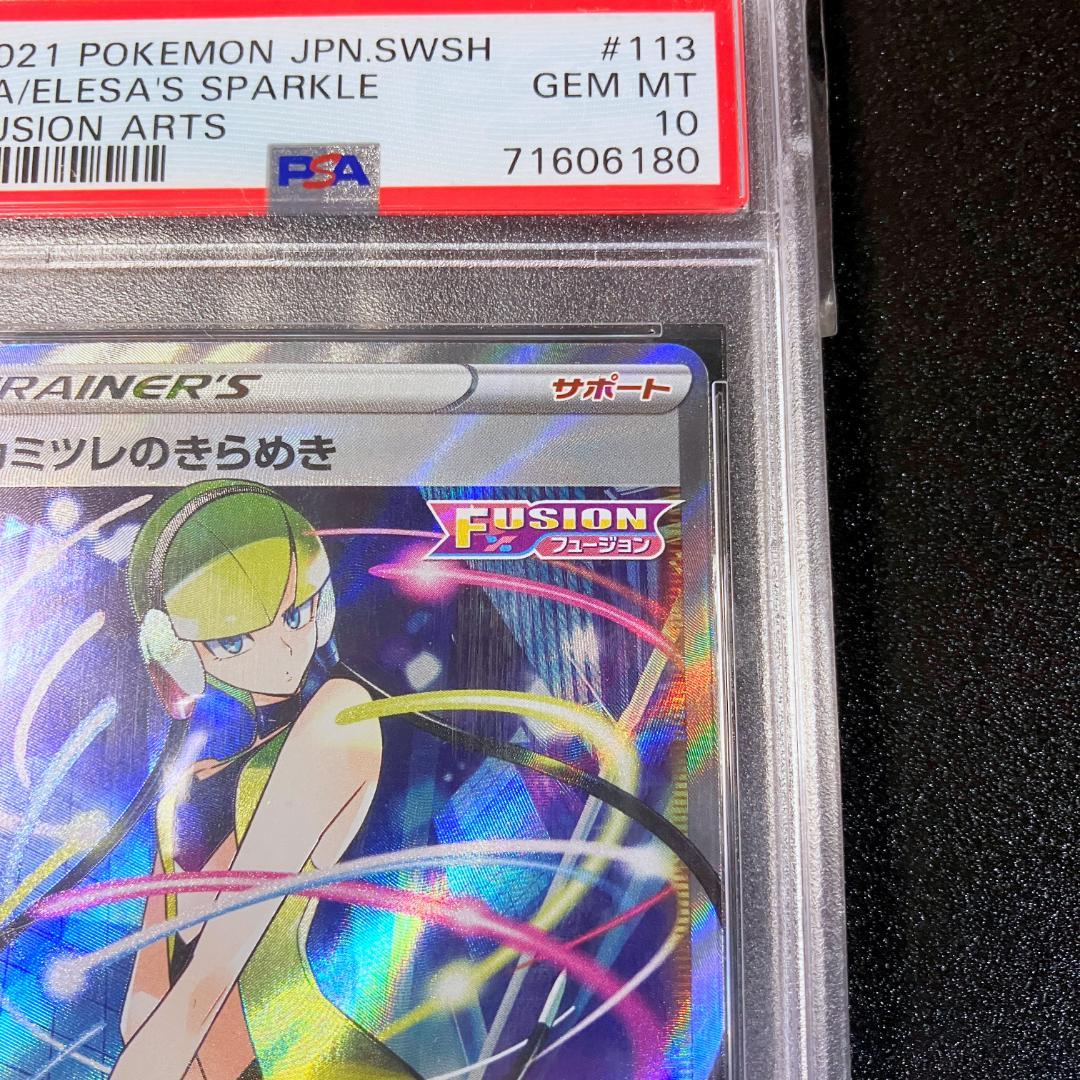 021 POKEMON JPN.SWSH #113
A/ELESA'S SPARKLE GEM MT
USION ARTS 10
PSA 71606180
RAINER'S サポート
カミツレのきらめき
FUSION
フュージョン